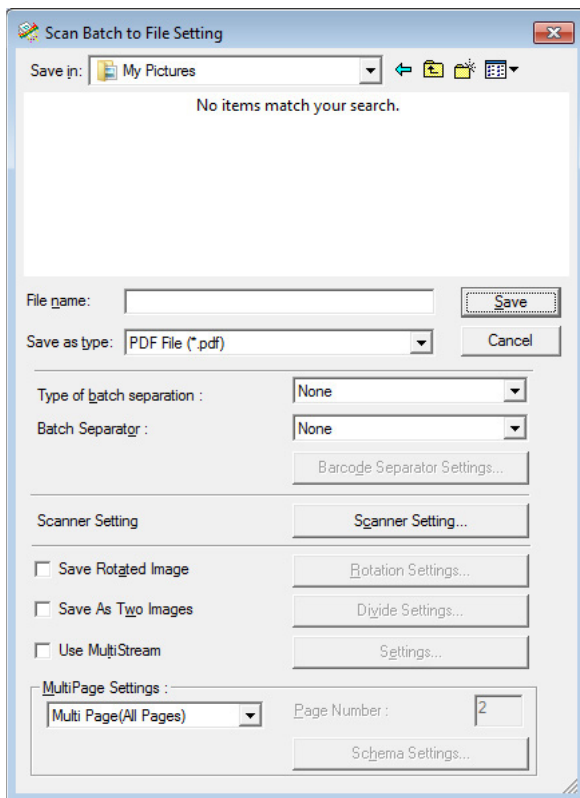 Scan Batch to File Setting
Save in: My Pictures
No items match your search.
File name: Save
Save as type: PDF File (*.pdf) Cancel
Type of batch separation : None
Batch Separator : None
Barcode Separator Settings...
Scanner Setting Scanner Setting...
Save Rotated Image Rotation Settings...
Save As Two Images Divide Settings...
Use MultiStream Settings...
MultiPage Settings :
Multi Page(All Pages) Page Number : 2
Schema Settings...